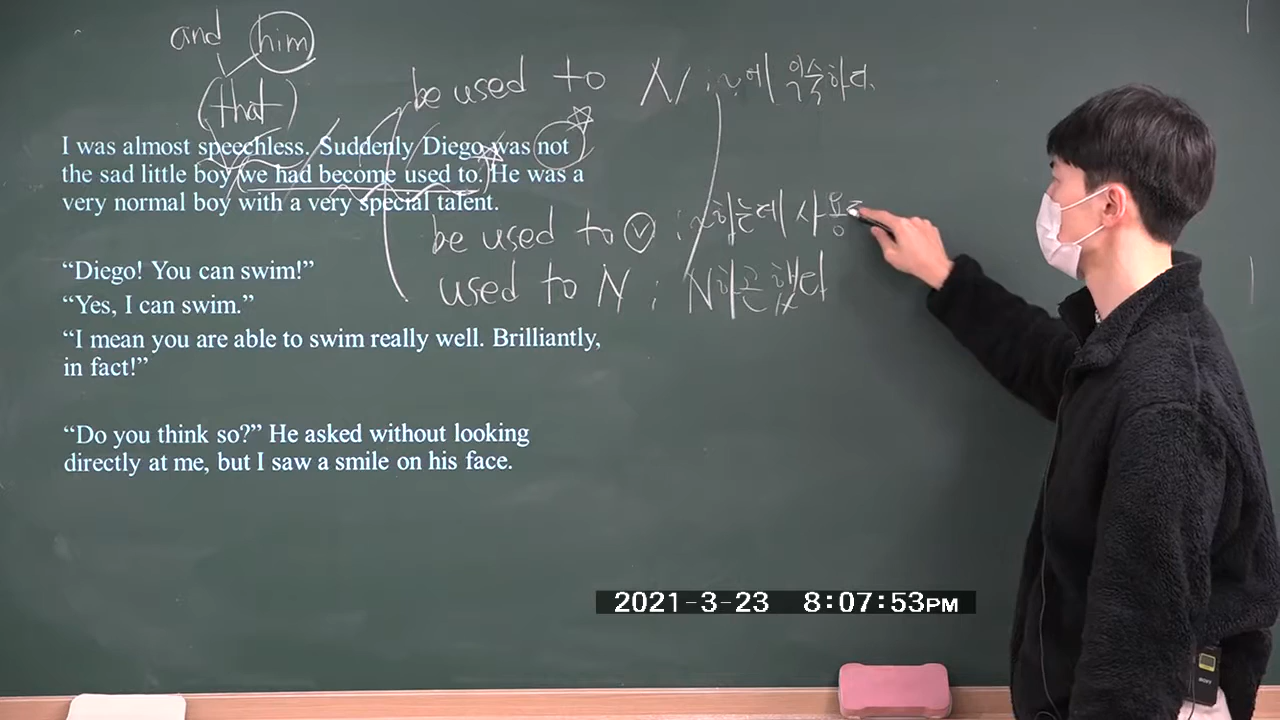 and him
(that)
be used to N ; ~에 익숙하다.
I was almost speechless. Suddenly Diego was not
the sad little boy we had become used to. He was a
very normal boy with a very special talent.
be used to V ; ~하는데 사용
used to N ; N하곤 했다
“Diego! You can swim!”
“Yes, I can swim.”
“I mean you are able to swim really well. Brilliantly,
in fact!”
“Do you think so?” He asked without looking
directly at me, but I saw a smile on his face.
2021-3-23 8:07:53PM
SONY